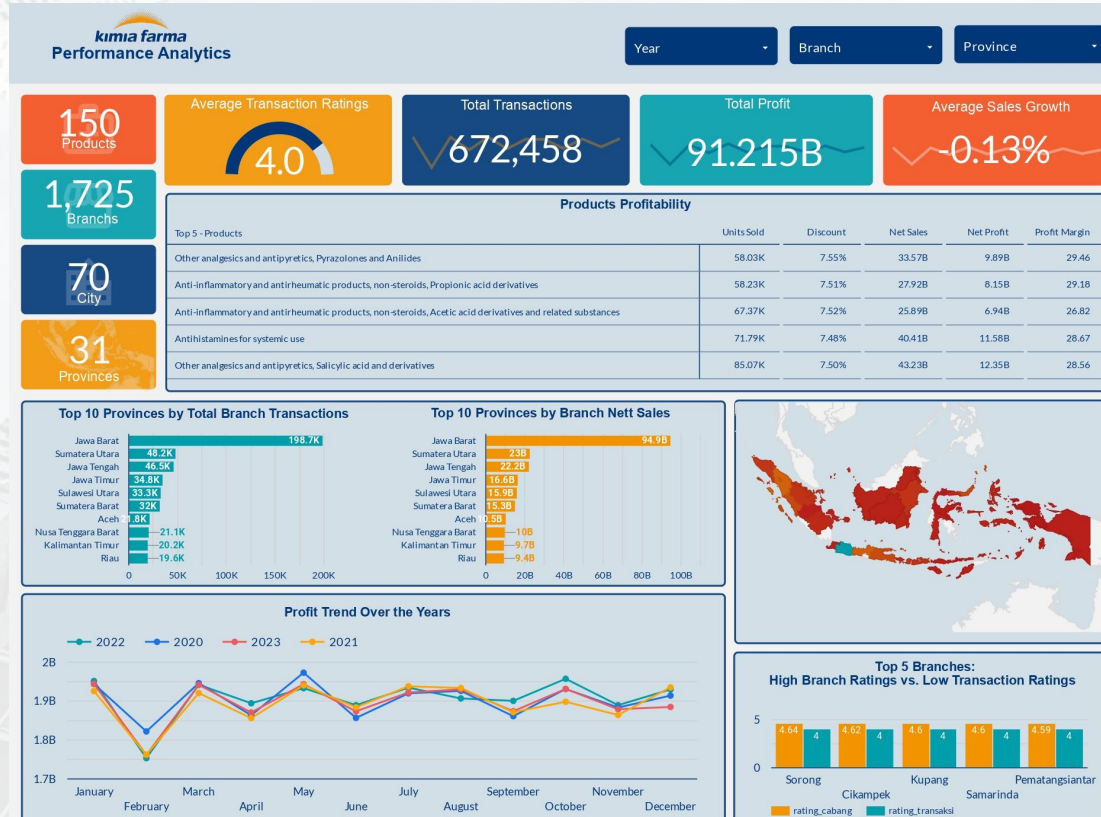 kimia farma
Performance Analytics
Year
Branch
Province
150
Products
1,725
Branchs
70
City
31
Provinces
Average Transaction Ratings
4.0
Total Transactions
672,458
Total Profit
91.215B
Average Sales Growth
-0.13%
Products Profitability
Top 5 - Products Units Sold Discount Net Sales Net Profit Profit Margin
Other analgesics and antipyretics, Pyrazolones and Anilides 58.03K 7.55% 33.57B 9.89B 29.46
Anti-inflammatory and antirheumatic products, non-steroids, Propionic acid derivatives 58.23K 7.51% 27.92B 8.15B 29.18
Anti-inflammatory and antirheumatic products, non-steroids, Acetic acid derivatives and related substances 67.37K 7.52% 25.89B 6.94B 26.82
Antihistamines for systemic use 71.79K 7.48% 40.41B 11.58B 28.67
Other analgesics and antipyretics, Salicylic acid and derivatives 85.07K 7.50% 43.23B 12.35B 28.56
Top 10 Provinces by Total Branch Transactions
Jawa Barat 198.7K
Sumatera Utara 48.2K
Jawa Tengah 46.5K
Jawa Timur 34.8K
Sulawesi Utara 33.3K
Sumatera Barat 32K
Aceh 21.8K
Nusa Tenggara Barat 21.1K
Kalimantan Timur 20.2K
Riau 19.6K
0 50K 100K 150K 200K
Top 10 Provinces by Branch Nett Sales
Jawa Barat 94.9B
Sumatera Utara 23B
Jawa Tengah 22.2B
Jawa Timur 16.6B
Sulawesi Utara 15.9B
Sumatera Barat 15.3B
Aceh 10.5B
Nusa Tenggara Barat 10B
Kalimantan Timur 9.7B
Riau 9.4B
0 20B 40B 60B 80B 100B
Profit Trend Over the Years
2022 2020 2023 2021
2B
1.9B
1.8B
1.7B
January February March April May June July August September October November December
Top 5 Branches:
High Branch Ratings vs. Low Transaction Ratings
5
0
4.64 4 4.62 4 4.6 4 4.6 4 4.59 4
Sorong Cikampek Kupang Samarinda Pematangsiantar
rating_cabang rating_transaksi